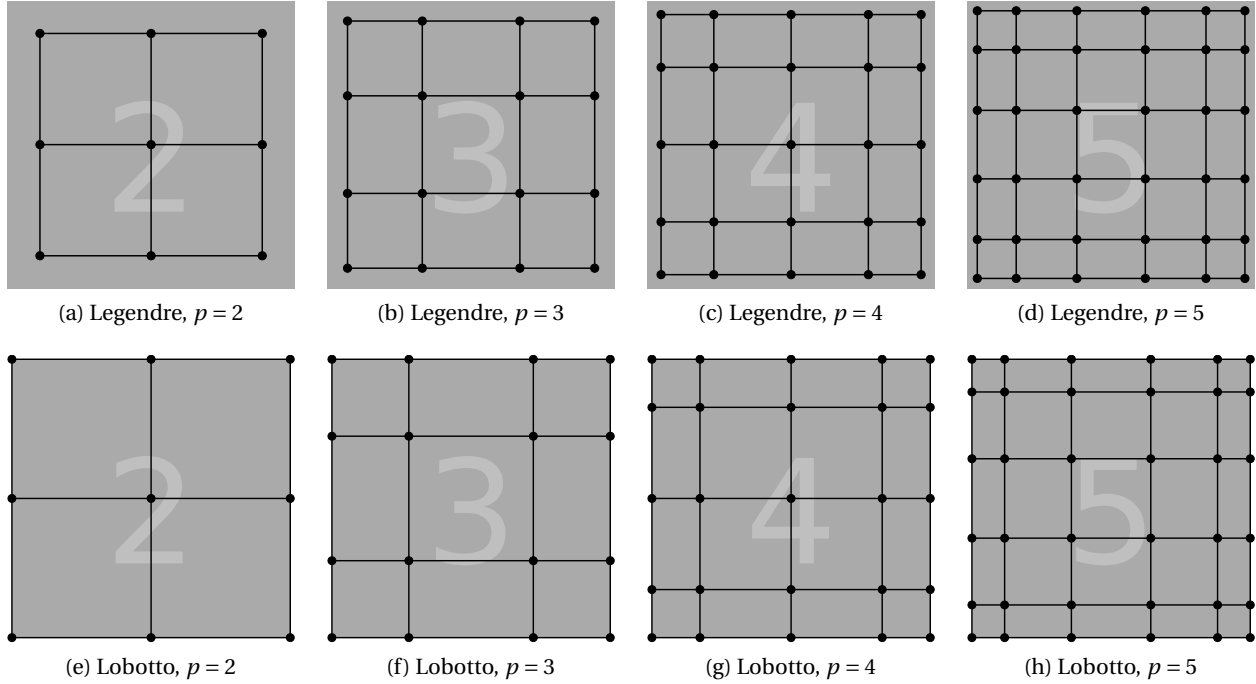 2 3 4 5
(a) Legendre, p = 2 (b) Legendre, p = 3 (c) Legendre, p = 4 (d) Legendre, p = 5
2 3 4 5
(e) Lobotto, p = 2 (f) Lobotto, p = 3 (g) Lobotto, p = 4 (h) Lobotto, p = 5